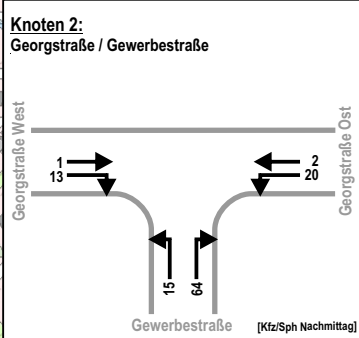 Knoten 2:
Georgstraße / Gewerbestraße
Georgstraße West
Georgstraße Ost
1
13
2
20
15
64
Gewerbestraße
[Kfz/Sph Nachmittag]